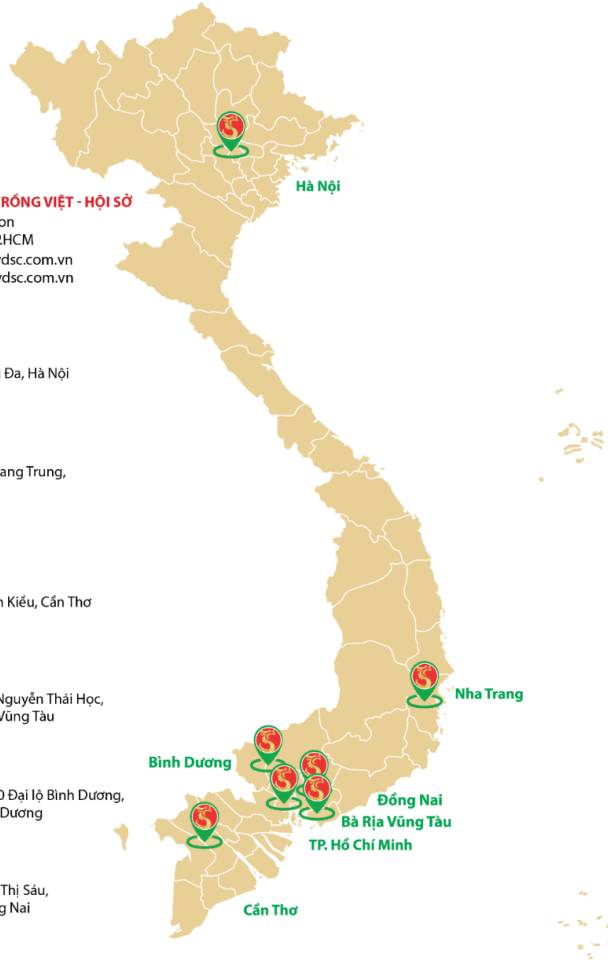 Hà Nội
RỒNG VIỆT - HỘI SỞ
on
P.HCM
vdsc.com.vn
vdsc.com.vn
g Đa, Hà Nội
ang Trung,
h Kiều, Cần Thơ
Nguyễn Thái Học,
Vũng Tàu
Nha Trang
Bình Dương
0 Đại lộ Bình Dương,
Dương
Đồng Nai
Bà Rịa Vũng Tàu
TP. Hồ Chí Minh
Thị Sáu,
g Nai
Cần Thơ